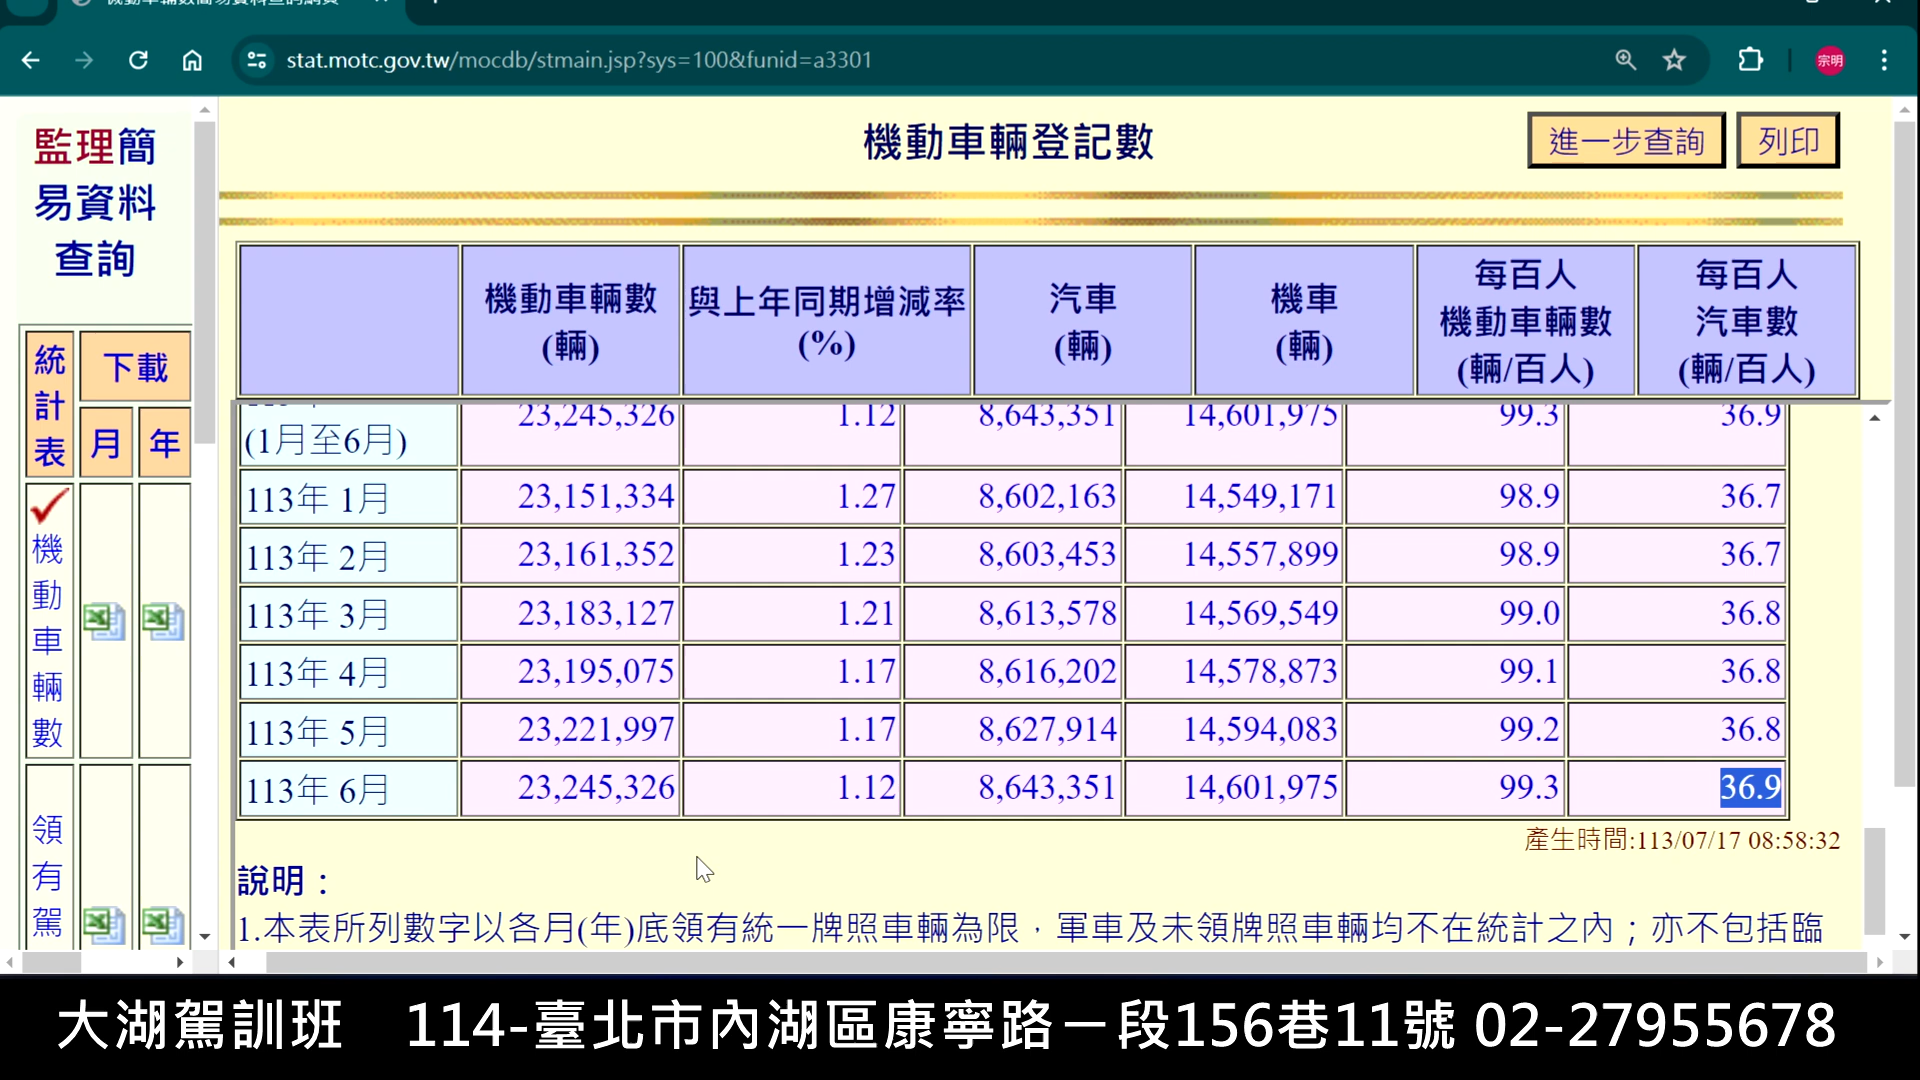 stat.motc.gov.tw/mocdb/stmain.jsp?sys=100&funid=a3301
宗明
監理簡
易資料
查詢
統計表
下載
月
年
機動車輛數
領有駕
機動車輛登記數
進一步查詢
列印
機動車輛數
(輛)
與上年同期增減率
(%)
汽車
(輛)
機車
(輛)
每百人
機動車輛數
(輛/百人)
每百人
汽車數
(輛/百人)
(1月至6月) 23,245,326 1.12 8,643,351 14,601,975 99.3 36.9
113年 1月 23,151,334 1.27 8,602,163 14,549,171 98.9 36.7
113年 2月 23,161,352 1.23 8,603,453 14,557,899 98.9 36.7
113年 3月 23,183,127 1.21 8,613,578 14,569,549 99.0 36.8
113年 4月 23,195,075 1.17 8,616,202 14,578,873 99.1 36.8
113年 5月 23,221,997 1.17 8,627,914 14,594,083 99.2 36.8
113年 6月 23,245,326 1.12 8,643,351 14,601,975 99.3 36.9
產生時間:113/07/17 08:58:32
說明：
1.本表所列數字以各月(年)底領有統一牌照車輛為限，軍車及未領牌照車輛均不在統計之內；亦不包括臨
大湖駕訓班 114-臺北市內湖區康寧路一段156巷11號 02-27955678